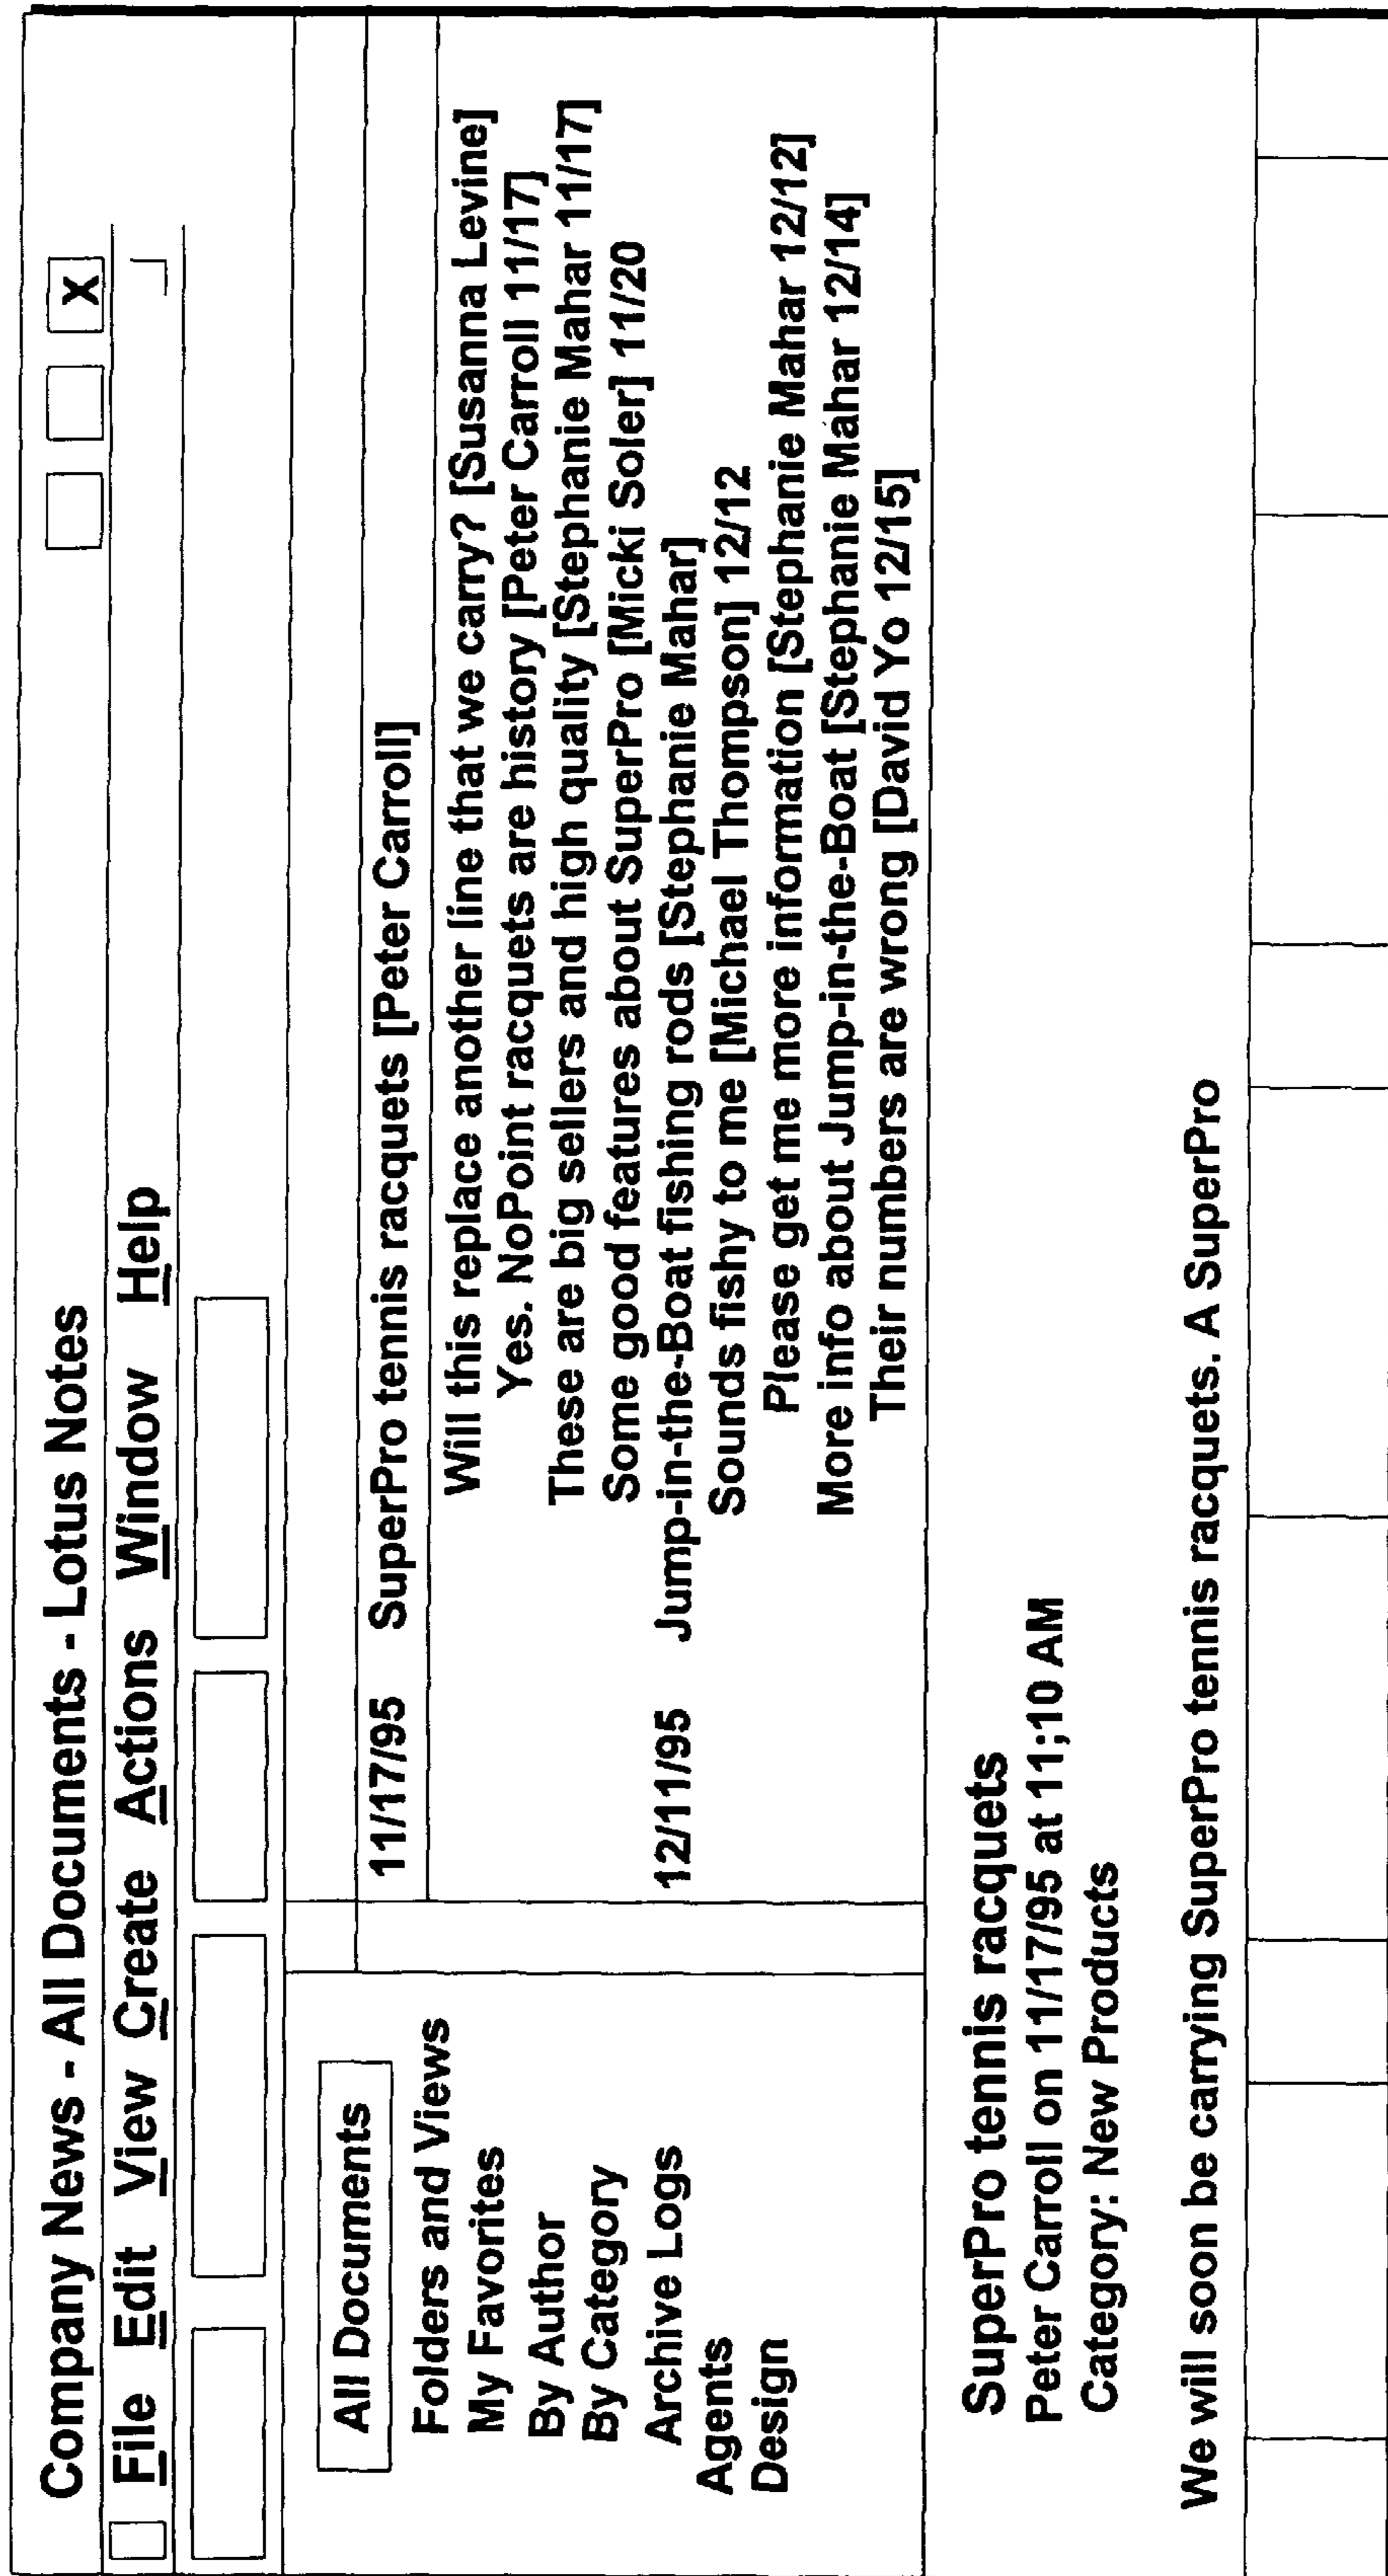 Company News - All Documents - Lotus Notes
X
File Edit View Create Actions Window Help
All Documents
Folders and Views
My Favorites
By Author
By Category
Archive Logs
Agents
Design
11/17/95 SuperPro tennis racquets [Peter Carroll]
Will this replace another line that we carry? [Susanna Levine]
Yes. NoPoint racquets are history [Peter Carroll 11/17]
These are big sellers and high quality [Stephanie Mahar 11/17]
Some good features about SuperPro [Micki Soler] 11/20
12/11/95 Jump-in-the-Boat fishing rods [Stephanie Mahar]
Sounds fishy to me [Michael Thompson] 12/12
Please get me more information [Stephanie Mahar 12/12]
More info about Jump-in-the-Boat [Stephanie Mahar 12/14]
Their numbers are wrong [David Yo 12/15]
SuperPro tennis racquets
Peter Carroll on 11/17/95 at 11;10 AM
Category: New Products
We will soon be carrying SuperPro tennis racquets. A SuperPro